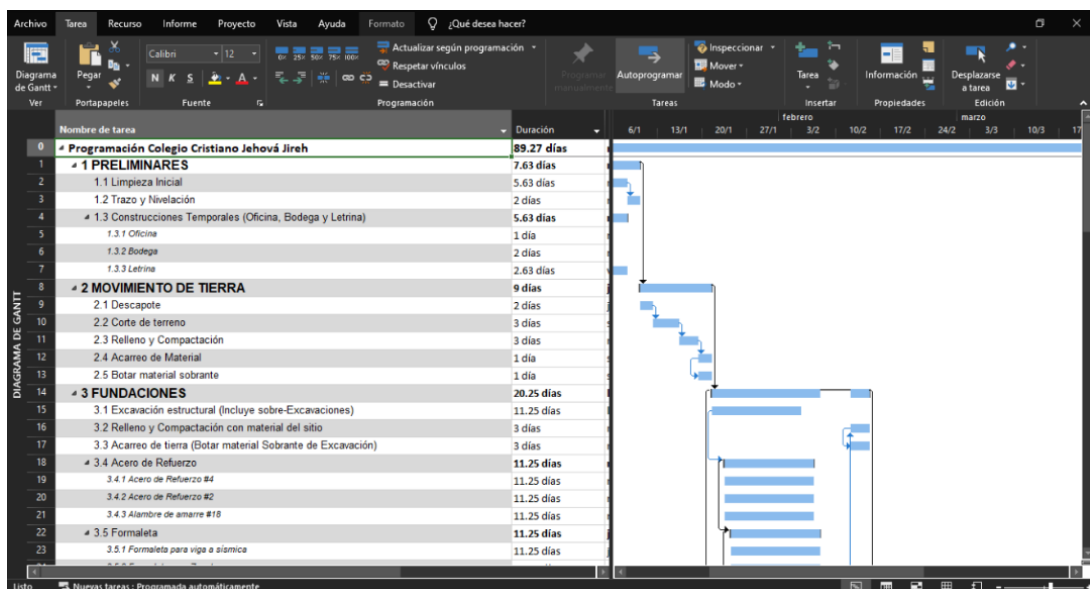 Archivo Tarea Recurso Informe Proyecto Vista Ayuda Formato ¿Qué desea hacer?
Diagrama de Gantt
Ver
Pegar
Portapapeles
Calibri 12
N K S A
Fuente
0× 25× 50× 75× 100×
Actualizar según programación
Respetar vínculos
Desactivar
Programación
Programar manualmente
Autoprogramar
Inspeccionar
Mover
Modo
Tareas
Tarea
Insertar
Información
Propiedades
Desplazarse a tarea
Edición
febrero marzo
Nombre de tarea Duración 6/1 13/1 20/1 27/1 3/2 10/2 17/2 24/2 3/3 10/3 17
DIAGRAMA DE GANTT
0 Programación Colegio Cristiano Jehová Jireh 89.27 días
1 1 PRELIMINARES 7.63 días
2 1.1 Limpieza Inicial 5.63 días
3 1.2 Trazo y Nivelación 2 días
4 1.3 Construcciones Temporales (Oficina, Bodega y Letrina) 5.63 días
5 1.3.1 Oficina 1 día
6 1.3.2 Bodega 2 días
7 1.3.3 Letrina 2.63 días
8 2 MOVIMIENTO DE TIERRA 9 días
9 2.1 Descapote 2 días
10 2.2 Corte de terreno 3 días
11 2.3 Relleno y Compactación 3 días
12 2.4 Acarreo de Material 1 día
13 2.5 Botar material sobrante 1 día
14 3 FUNDACIONES 20.25 días
15 3.1 Excavación estructural (Incluye sobre-Excavaciones) 11.25 días
16 3.2 Relleno y Compactación con material del sitio 3 días
17 3.3 Acarreo de tierra (Botar material Sobrante de Excavación) 3 días
18 3.4 Acero de Refuerzo 11.25 días
19 3.4.1 Acero de Refuerzo #4 11.25 días
20 3.4.2 Acero de Refuerzo #2 11.25 días
21 3.4.3 Alambre de amarre #18 11.25 días
22 3.5 Formaleta 11.25 días
23 3.5.1 Formaleta para viga a sísmica 11.25 días
Listo Nuevas tareas : Programada automáticamente